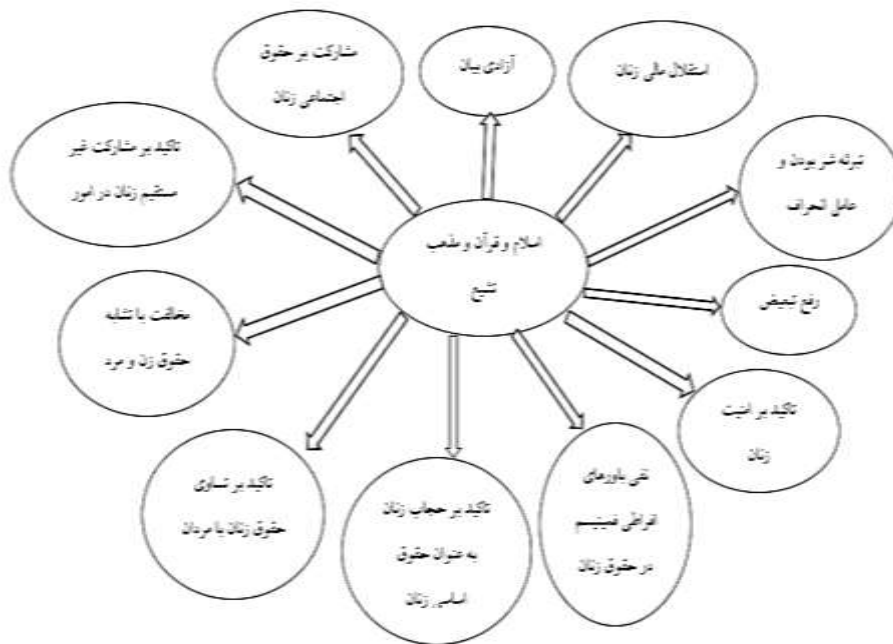 مشارکت بر حقوق
اجتماعی زنان
آزادی بیان
استقلال مالی زنان
تاکید بر مشارکت غیر
مستقیم زنان در امور
تبرئه شر بودن و
عامل انحراف
اسلام و قرآن و مذهب
تشیع
مخالفت با تشابه
حقوق زن و مرد
رفع تبعیض
تاکید بر امنیت
زنان
تاکید بر تساوی
حقوق زنان با مردان
تاکید بر حجاب زنان
به عنوان حقوق
اساسی زنان
نفی باورهای
افراطی فمینیسم
در حقوق زنان